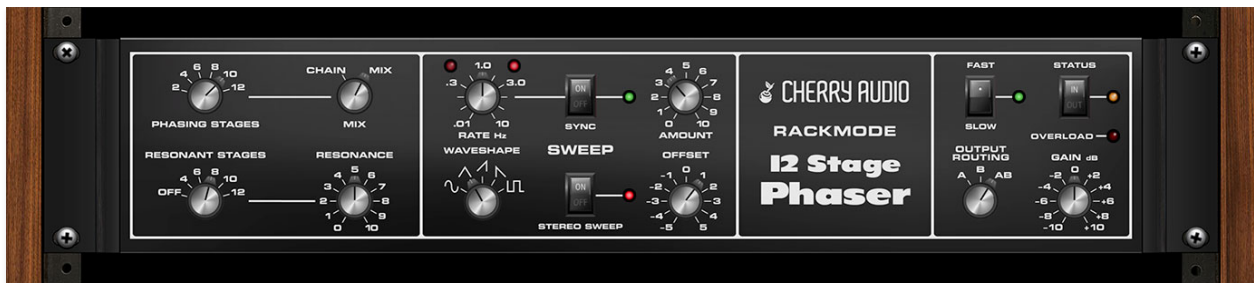 2 4 6 8 10 12
PHASING STAGES
CHAIN MIX
MIX
RESONANT STAGES
OFF 4 6 8 10 12
RESONANCE
0 1 2 3 4 5 6 7 8 9 10
.01 .3 1.0 3.0 10
RATE Hz
ON
OFF
SYNC
0 1 2 3 4 5 6 7 8 9 10
AMOUNT
WAVESHAPE
SWEEP
ON
OFF
STEREO SWEEP
OFFSET
-5 -4 -3 -2 -1 0 1 2 3 4 5
CHERRY AUDIO
RACKMODE
12 Stage
Phaser
FAST
SLOW
STATUS
IN
OUT
OVERLOAD
OUTPUT
ROUTING
A B AB
GAIN dB
-10 -8 -6 -4 -2 0 +2 +4 +6 +8 +10